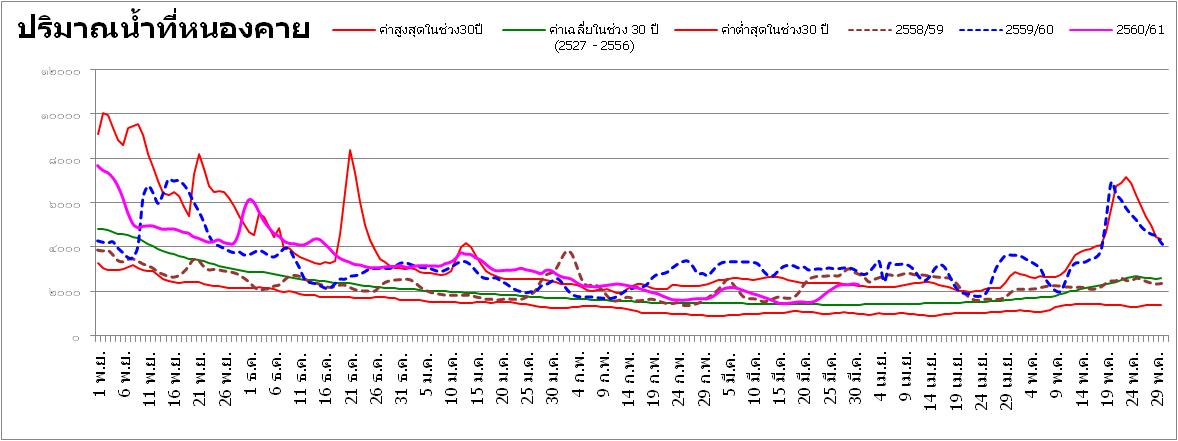 ปริมาณน้ำที่หนองคาย
ค่าสูงสุดในช่วง30ปี
ค่าเฉลี่ยในช่วง 30 ปี
(2527 - 2556)
ค่าต่ำสุดในช่วง30 ปี
2558/59
2559/60
2560/61
๑๒๐๐๐
๑๐๐๐๐
๘๐๐๐
๖๐๐๐
๔๐๐๐
๒๐๐๐
๐
1 พ.ย.
6 พ.ย.
11 พ.ย.
16 พ.ย.
21 พ.ย.
26 พ.ย.
1 ธ.ค.
6 ธ.ค.
11 ธ.ค.
16 ธ.ค.
21 ธ.ค.
26 ธ.ค.
31 ธ.ค.
5 ม.ค.
10 ม.ค.
15 ม.ค.
20 ม.ค.
25 ม.ค.
30 ม.ค.
4 ก.พ.
9 ก.พ.
14 ก.พ.
19 ก.พ.
24 ก.พ.
29 ก.พ.
5 มี.ค.
10 มี.ค.
15 มี.ค.
20 มี.ค.
25 มี.ค.
30 มี.ค.
4 เม.ย.
9 เม.ย.
14 เม.ย.
19 เม.ย.
24 เม.ย.
29 เม.ย.
4 พ.ค.
9 พ.ค.
14 พ.ค.
19 พ.ค.
24 พ.ค.
29 พ.ค.